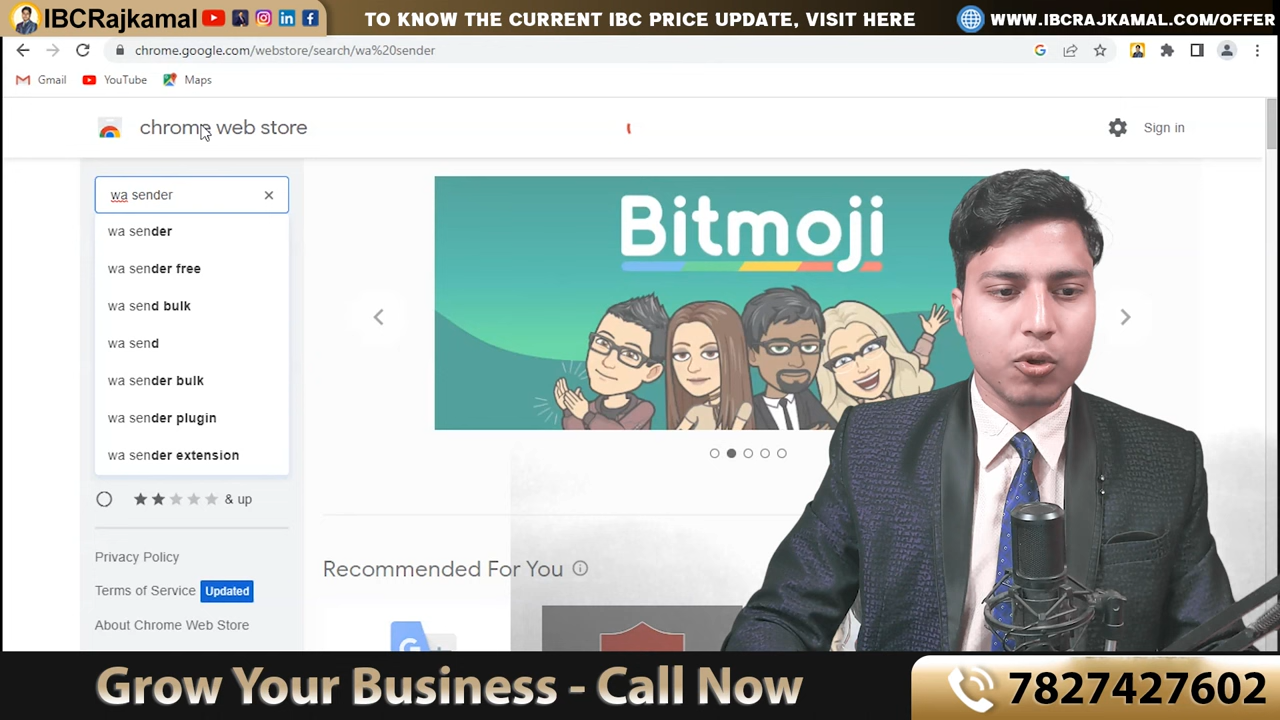 IBCRajkamal
TO KNOW THE CURRENT IBC PRICE UPDATE, VISIT HERE
WWW.IBCRAJKAMAL.COM/OFFER
chrome.google.com/webstore/search/wa%20sender
Gmail
YouTube
Maps
chrome web store
Sign in
wa sender
wa sender
wa sender free
wa send bulk
wa send
wa sender bulk
wa sender plugin
wa sender extension
& up
Privacy Policy
Terms of Service Updated
About Chrome Web Store
Bitmoji
Recommended For You
Grow Your Business - Call Now
7827427602